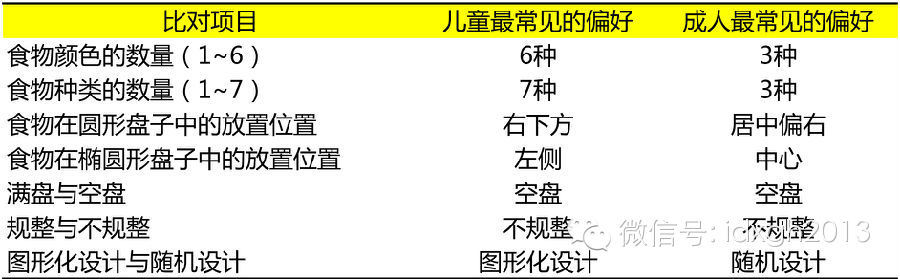 比对项目 儿童最常见的偏好 成人最常见的偏好
食物颜色的数量（1~6） 6种 3种
食物种类的数量（1~7） 7种 3种
食物在圆形盘子中的放置位置 右下方 居中偏右
食物在椭圆形盘子中的放置位置 左侧 中心
满盘与空盘 空盘 空盘
规整与不规整 不规整 不规整
微信号:
图形化设计与随机设计 图形化设计 随机设计